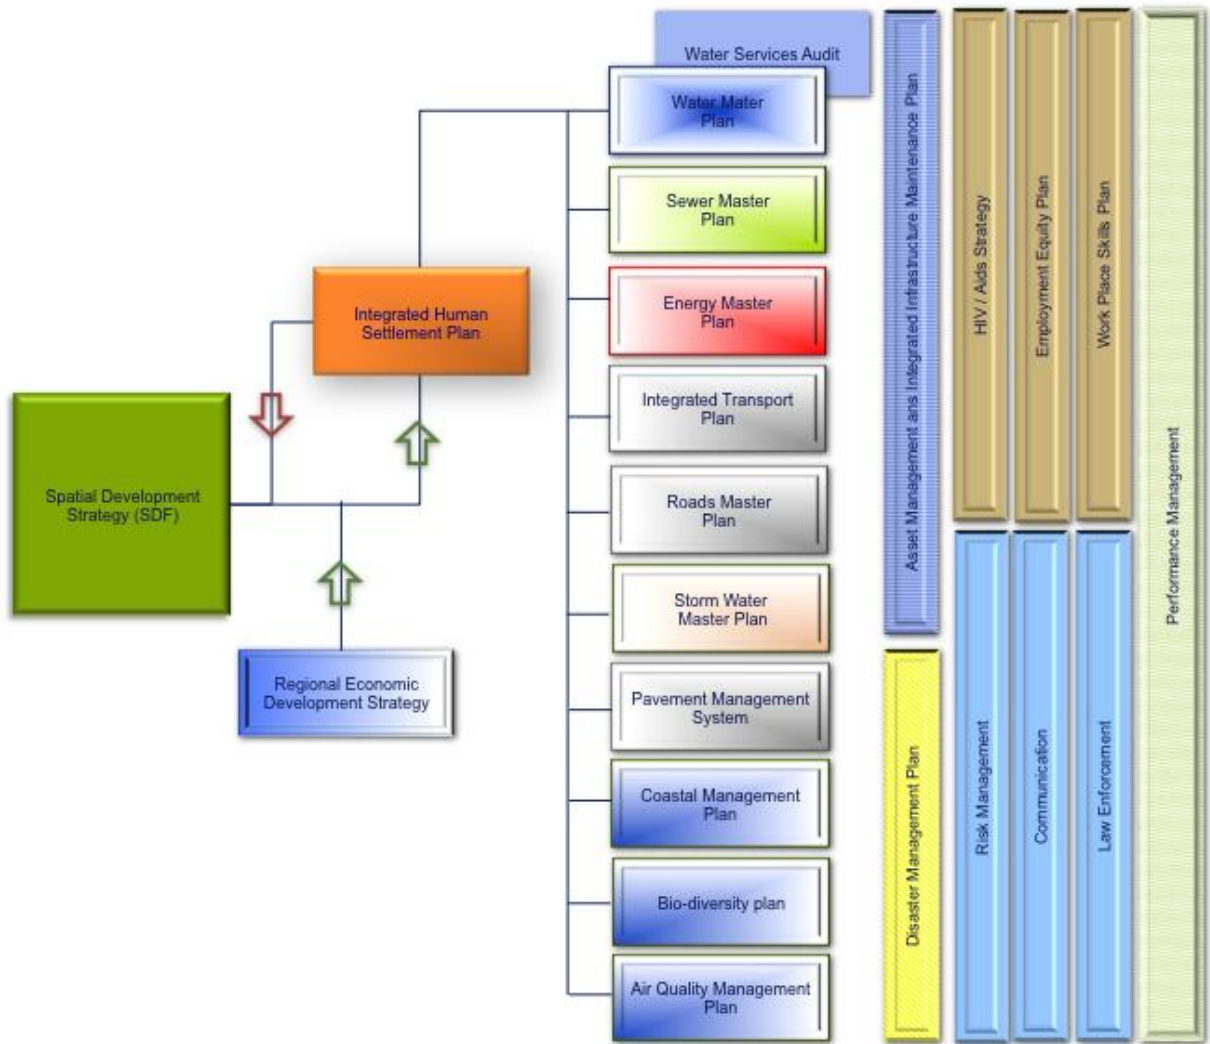 Water Services Audit
Water Mater
Plan
Sewer Master
Plan
Energy Master
Plan
Integrated Human
Settlement Plan
Integrated Transport
Plan
Spatial Development
Strategy (SDF)
Roads Master
Plan
Storm Water
Master Plan
Regional Economic
Development Strategy
Pavement Management
System
Coastal Management
Plan
Bio-diversity plan
Air Quality Management
Plan
Asset Management ans Integrated Infrastructure Maintenance Plan
Disaster Management Plan
HIV / Aids Strategy
Employment Equity Plan
Work Place Skills Plan
Risk Management
Communication
Law Enforcement
Performance Management